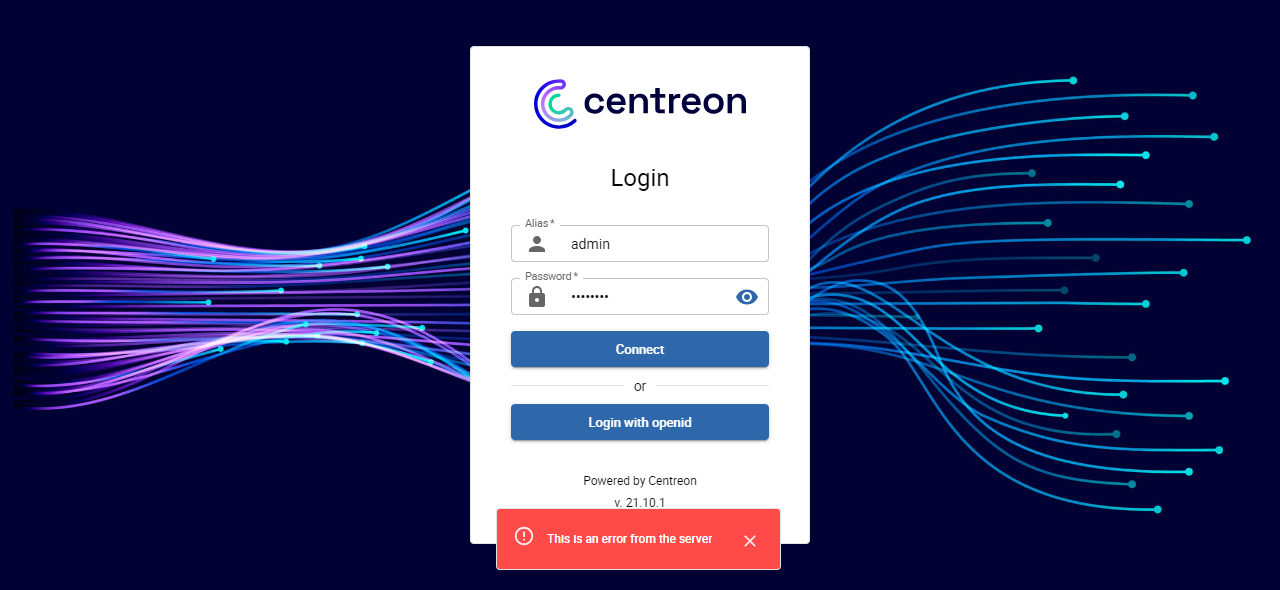 centreon
Login
Alias *
admin
Password *
••••••••
Connect
or
Login with openid
Powered by Centreon
v. 21.10.1
This is an error from the server